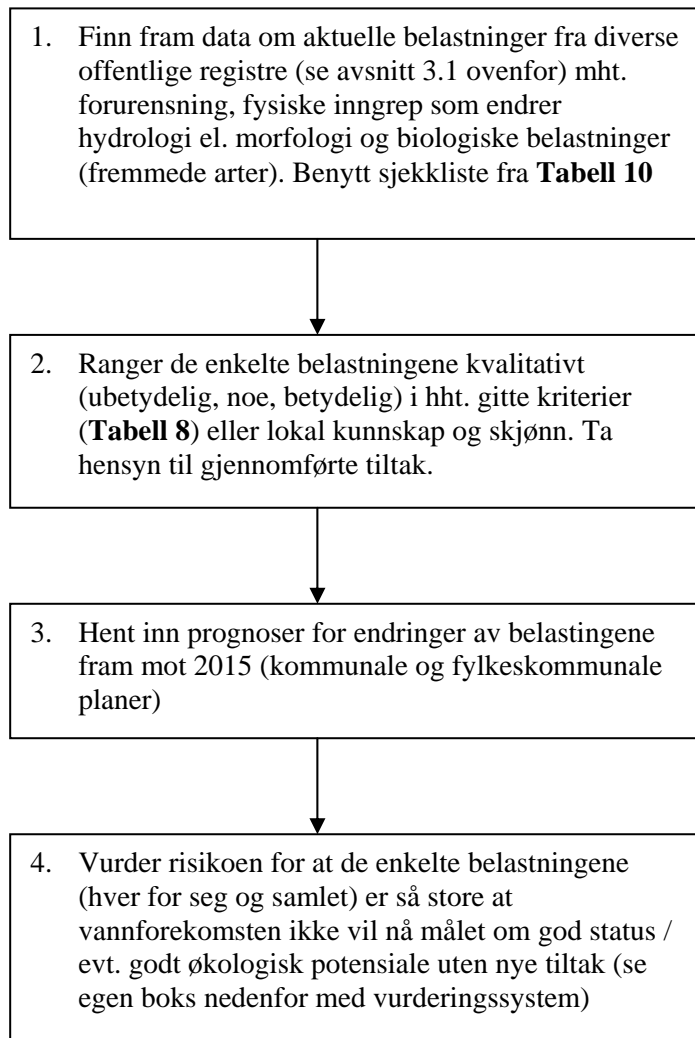 1. Finn fram data om aktuelle belastninger fra diverse
offentlige registre (se avsnitt 3.1 ovenfor) mht.
forurensning, fysiske inngrep som endrer
hydrologi el. morfologi og biologiske belastninger
(fremmede arter). Benytt sjekkliste fra Tabell 10
2. Ranger de enkelte belastningene kvalitativt
(ubetydelig, noe, betydelig) i hht. gitte kriterier
(Tabell 8) eller lokal kunnskap og skjønn. Ta
hensyn til gjennomførte tiltak.
3. Hent inn prognoser for endringer av belastingene
fram mot 2015 (kommunale og fylkeskommunale
planer)
4. Vurder risikoen for at de enkelte belastningene
(hver for seg og samlet) er så store at
vannforekomsten ikke vil nå målet om god status /
evt. godt økologisk potensiale uten nye tiltak (se
egen boks nedenfor med vurderingssystem)